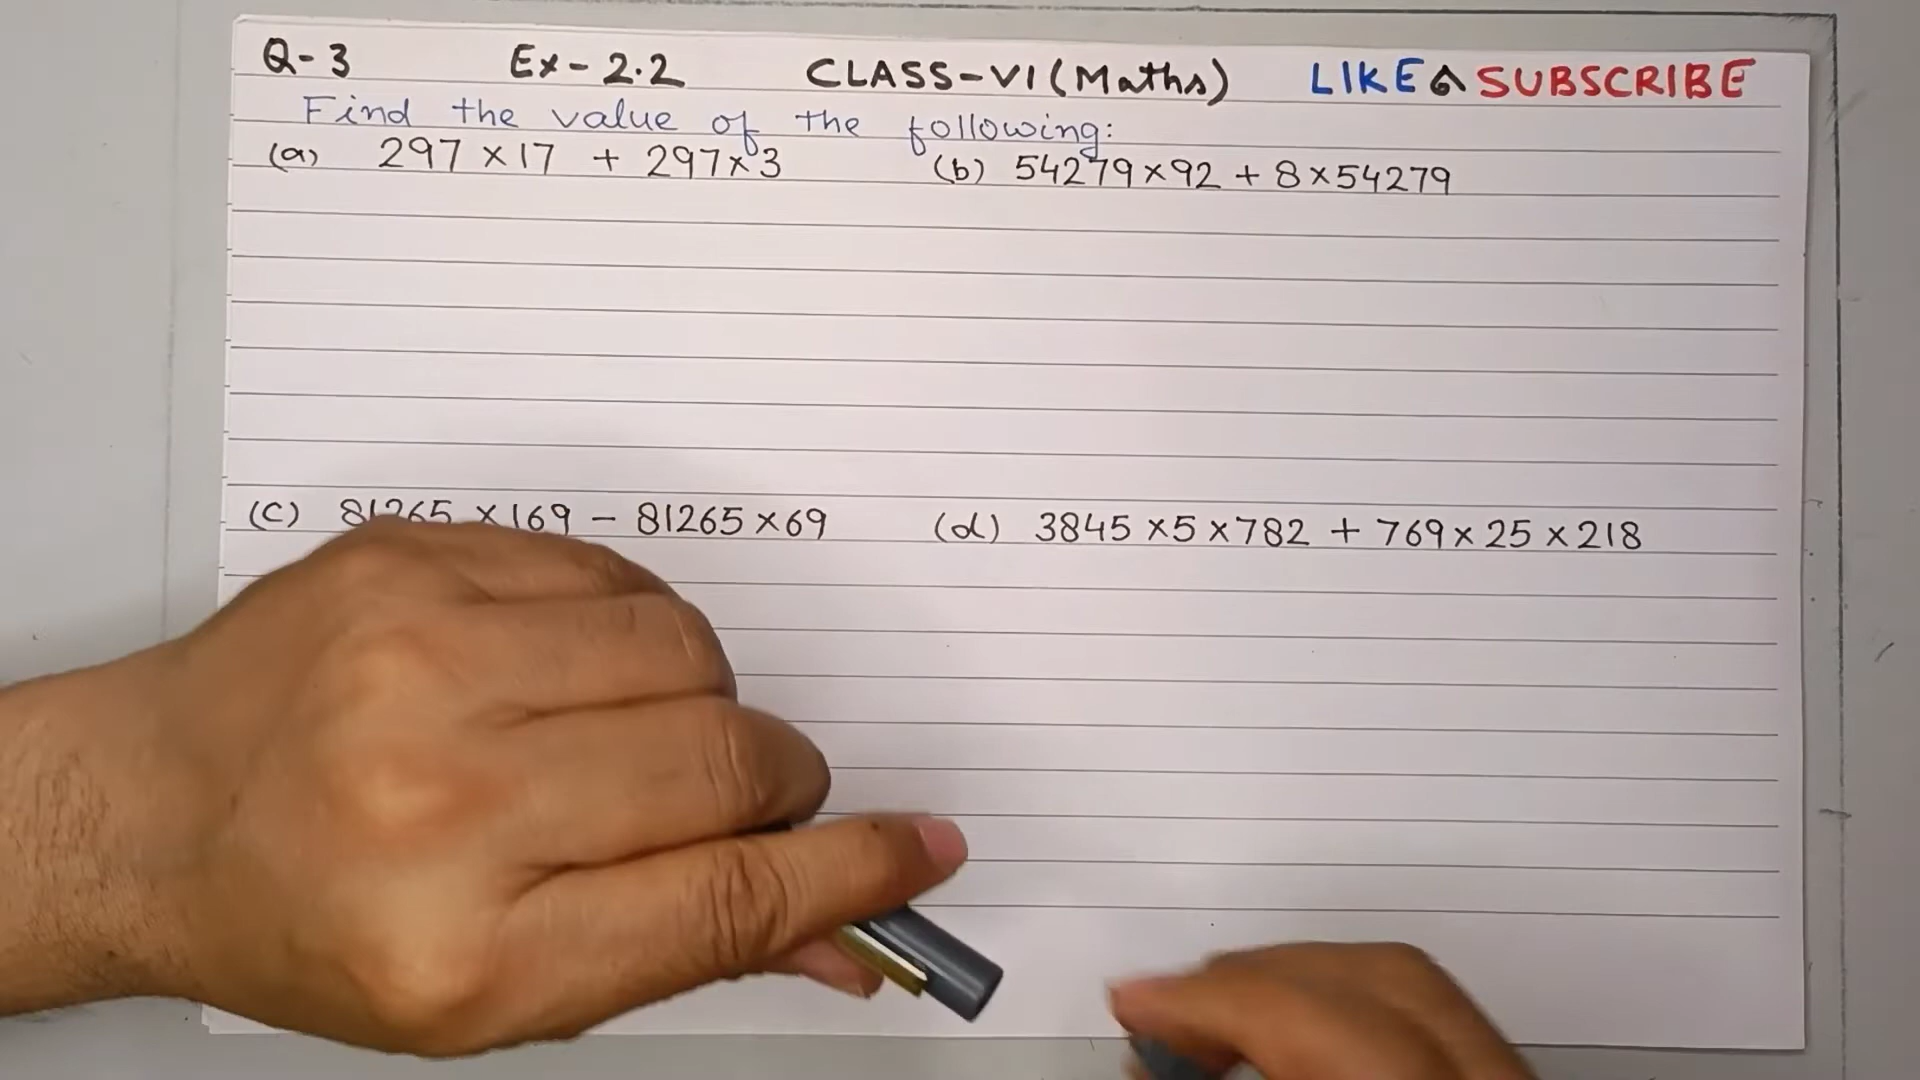 Q-3 Ex-2.2 CLASS-VI (Maths) LIKE & SUBSCRIBE
Find the value of the following:
(a) 297 × 17 + 297×3 (b) 54279×92 + 8×54279
(c) 81265 ×169 - 81265×69 (d) 3845 ×5 ×782 + 769× 25 ×218